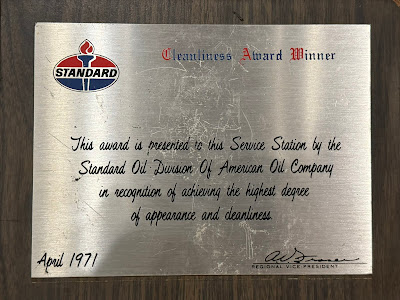 STANDARD
Cleanliness Award Winner
This award is presented to this Service Station by the
Standard Oil Division Of American Oil Company
in recognition of achieving the highest degree
of appearance and cleanliness.
April 1971
REGIONAL VICE PRESIDENT